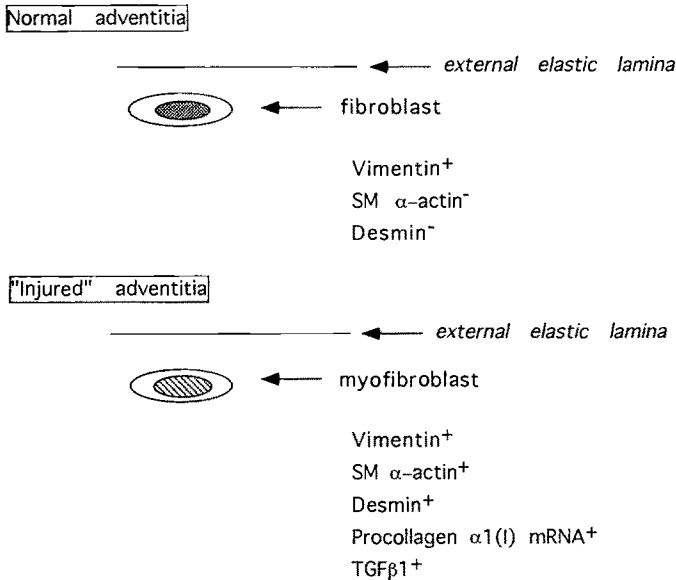 Normal adventitia
external elastic lamina
fibroblast
Vimentin+
SM α-actin-
Desmin-
"Injured" adventitia
external elastic lamina
myofibroblast
Vimentin+
SM α-actin+
Desmin+
Procollagen α1(I) mRNA+
TGFβ1+